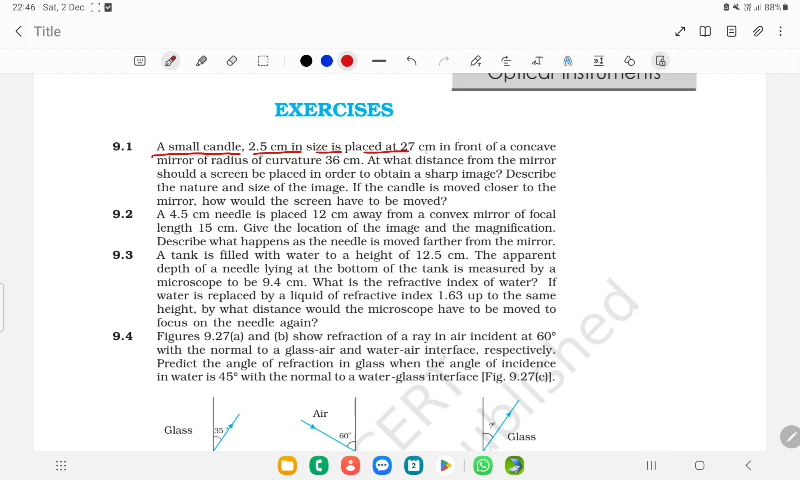 22:46 Sat, 2 Dec
88%
Title
Optical Instruments
EXERCISES
9.1 A small candle, 2.5 cm in size is placed at 27 cm in front of a concave
mirror of radius of curvature 36 cm. At what distance from the mirror
should a screen be placed in order to obtain a sharp image? Describe
the nature and size of the image. If the candle is moved closer to the
mirror, how would the screen have to be moved?
9.2 A 4.5 cm needle is placed 12 cm away from a convex mirror of focal
length 15 cm. Give the location of the image and the magnification.
Describe what happens as the needle is moved farther from the mirror.
9.3 A tank is filled with water to a height of 12.5 cm. The apparent
depth of a needle lying at the bottom of the tank is measured by a
microscope to be 9.4 cm. What is the refractive index of water? If
water is replaced by a liquid of refractive index 1.63 up to the same
height, by what distance would the microscope have to be moved to
focus on the needle again?
9.4 Figures 9.27(a) and (b) show refraction of a ray in air incident at 60°
with the normal to a glass-air and water-air interface, respectively.
Predict the angle of refraction in glass when the angle of incidence
in water is 45° with the normal to a water-glass interface [Fig. 9.27(c)].
Glass 35° Air 60° Glass
CERT
ublished
2